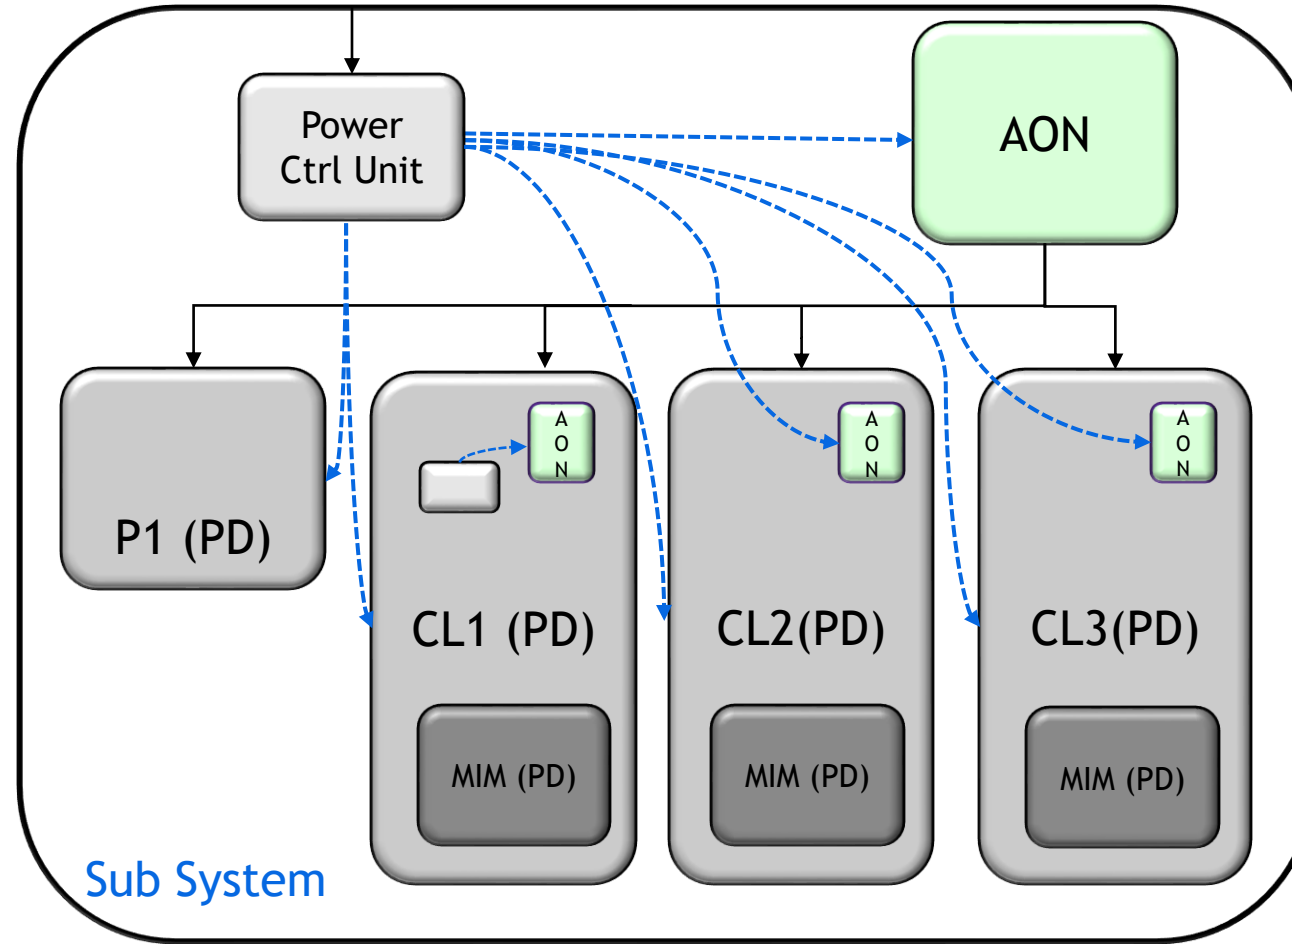 Power
Ctrl Unit
AON
P1 (PD)
A
O
N
CL1 (PD)
MIM (PD)
A
O
N
CL2(PD)
MIM (PD)
A
O
N
CL3(PD)
MIM (PD)
Sub System